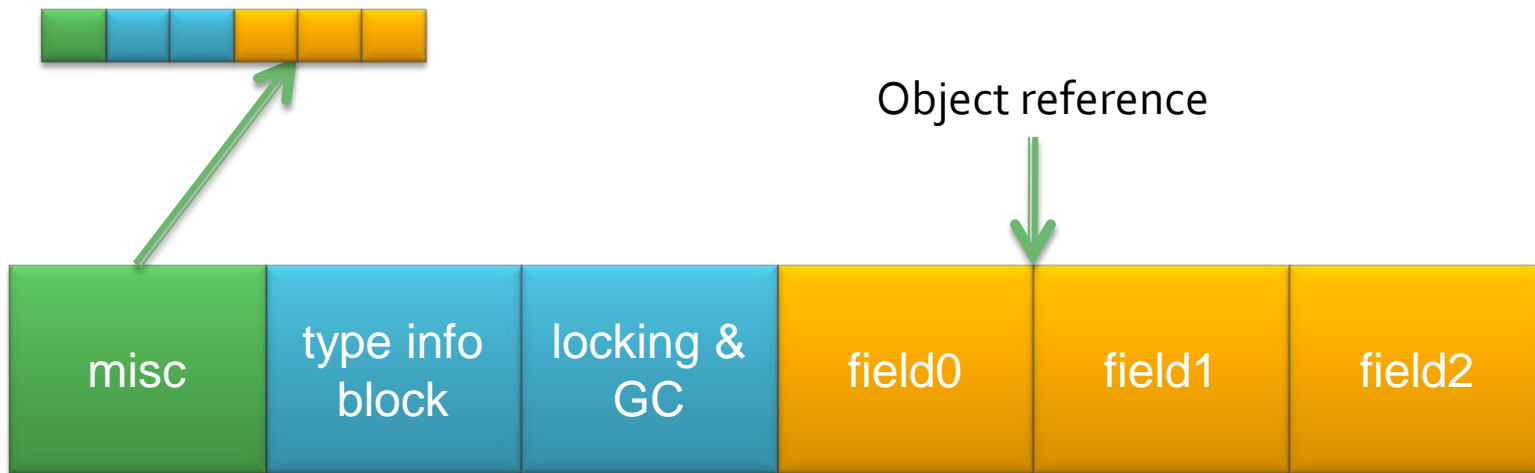 Object reference
misc
type info
block
locking &
GC
field0
field1
field2